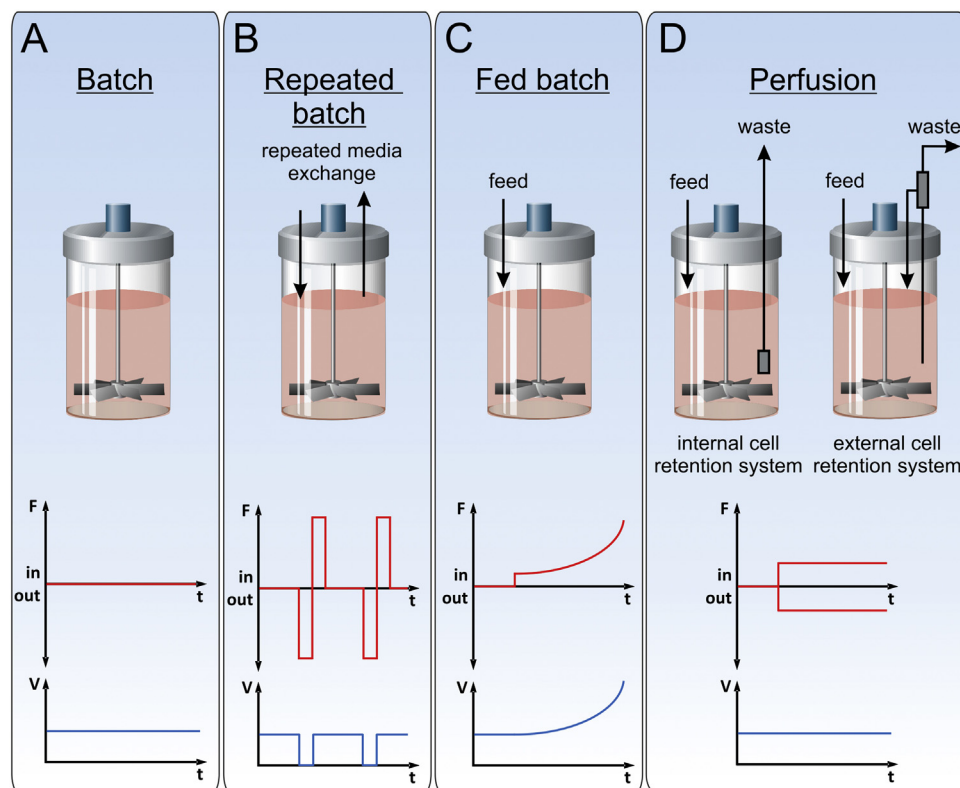 A
Batch
B
Repeated
batch
repeated media
exchange
C
Fed batch
feed
D
Perfusion
waste
feed
waste
feed
internal cell
retention system
external cell
retention system
F
in
out
t
V
t
F
in
out
t
V
t
F
in
out
t
V
t
F
in
out
t
V
t